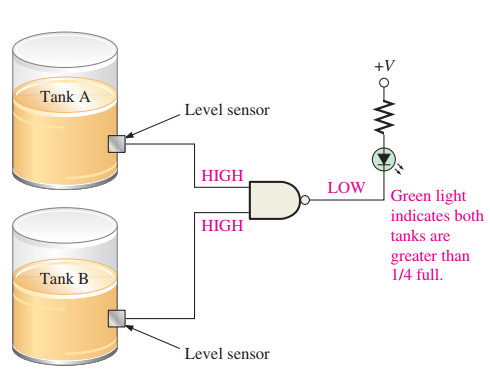 +V
Tank A
Level sensor
HIGH
LOW
Green light
indicates both
tanks are
greater than
1/4 full.
HIGH
Tank B
Level sensor